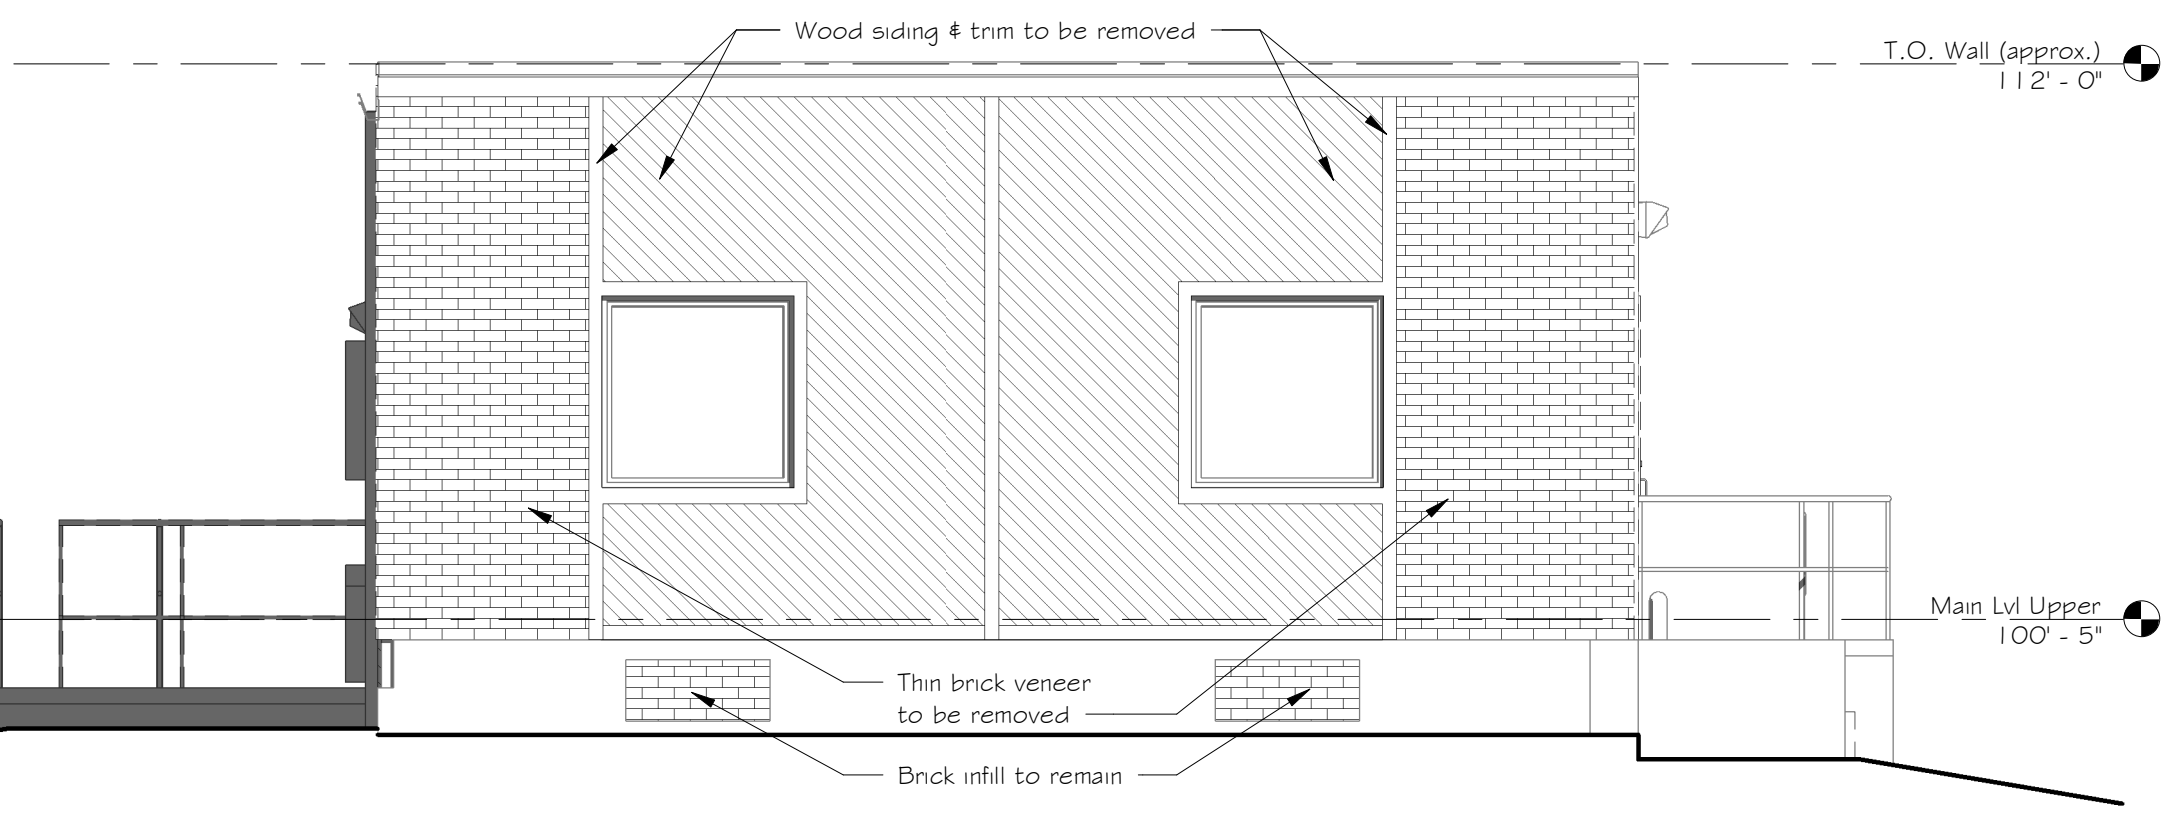 Wood siding & trim to be removed
T.O. Wall (approx.)
112' - 0"
Main Lvl Upper
100' - 5"
Thin brick veneer
to be removed
Brick infill to remain